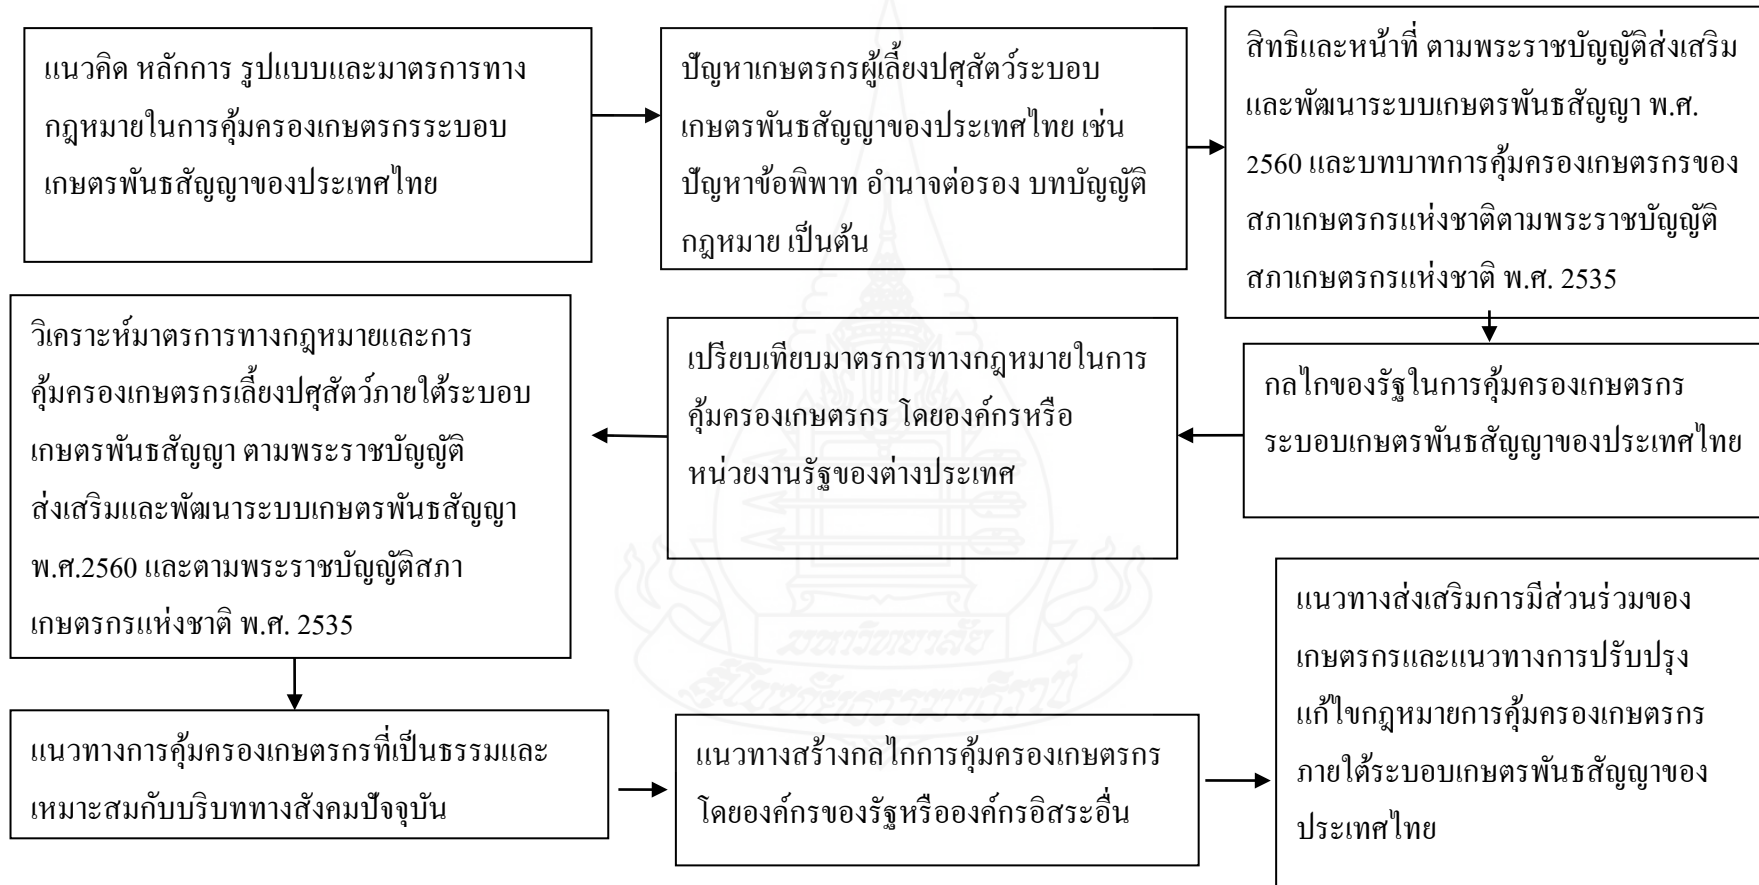 แนวคิด หลักการ รูปแบบและมาตรการทาง
กฎหมายในการคุ้มครองเกษตรกรระบอบ
เกษตรพันธสัญญาของประเทศไทย
ปัญหาเกษตรกรผู้เลี้ยงปศุสัตว์ระบอบ
เกษตรพันธสัญญาของประเทศไทย เช่น
ปัญหาข้อพิพาท อำนาจต่อรอง บทบัญญัติ
กฎหมาย เป็นต้น
สิทธิและหน้าที่ ตามพระราชบัญญัติส่งเสริม
และพัฒนาระบบเกษตรพันธสัญญา พ.ศ.
2560 และบทบาทการคุ้มครองเกษตรกรของ
สภาเกษตรกรแห่งชาติตามพระราชบัญญัติ
สภาเกษตรกรแห่งชาติ พ.ศ. 2535
กลไกของรัฐในการคุ้มครองเกษตรกร
ระบอบเกษตรพันธสัญญาของประเทศไทย
เปรียบเทียบมาตรการทางกฎหมายในการ
คุ้มครองเกษตรกร โดยองค์กรหรือ
หน่วยงานรัฐของต่างประเทศ
วิเคราะห์มาตรการทางกฎหมายและการ
คุ้มครองเกษตรกรเลี้ยงปศุสัตว์ภายใต้ระบอบ
เกษตรพันธสัญญา ตามพระราชบัญญัติ
ส่งเสริมและพัฒนาระบบเกษตรพันธสัญญา
พ.ศ.2560 และตามพระราชบัญญัติสภา
เกษตรกรแห่งชาติ พ.ศ. 2535
แนวทางการคุ้มครองเกษตรกรที่เป็นธรรมและ
เหมาะสมกับบริบททางสังคมปัจจุบัน
แนวทางสร้างกลไกการคุ้มครองเกษตรกร
โดยองค์กรของรัฐหรือองค์กรอิสระอื่น
แนวทางส่งเสริมการมีส่วนร่วมของ
เกษตรกรและแนวทางการปรับปรุง
แก้ไขกฎหมายการคุ้มครองเกษตรกร
ภายใต้ระบอบเกษตรพันธสัญญาของ
ประเทศไทย
มหาวิทยาลัย
สุโขทัยธรรมาธิราช